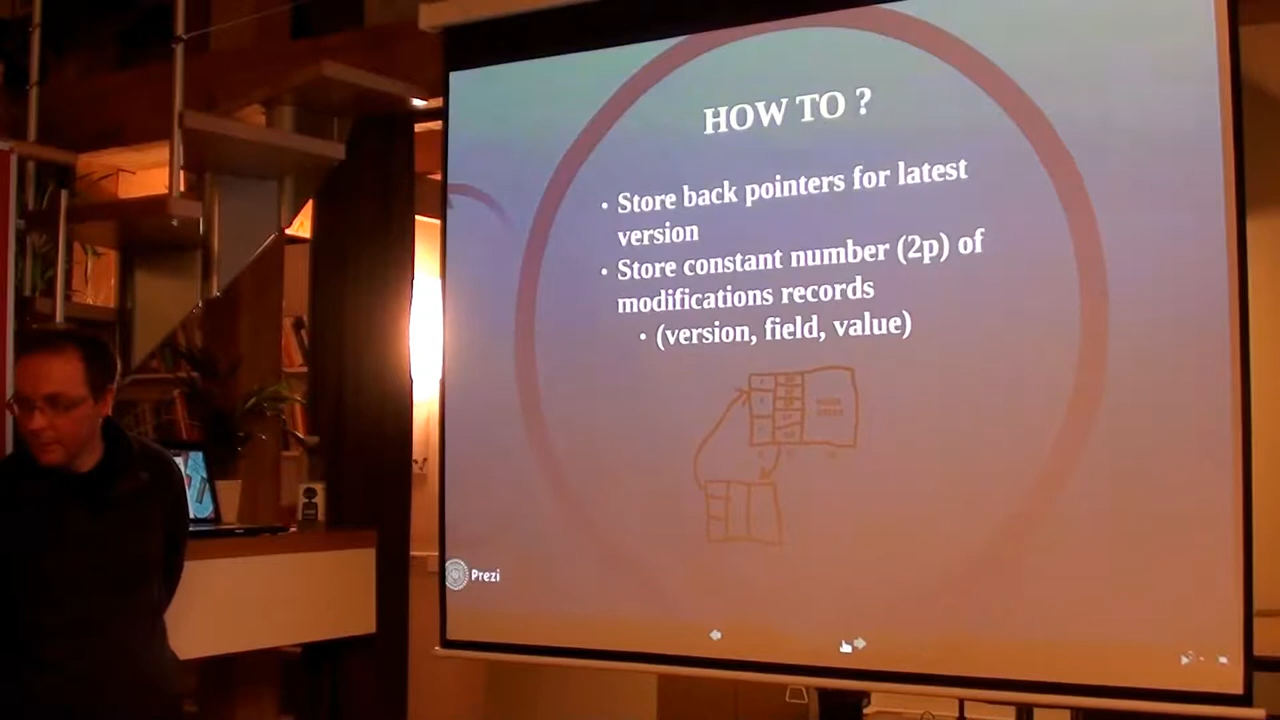 HOW TO ?
• Store back pointers for latest
version
• Store constant number (2p) of
modifications records
• (version, field, value)
Prezi